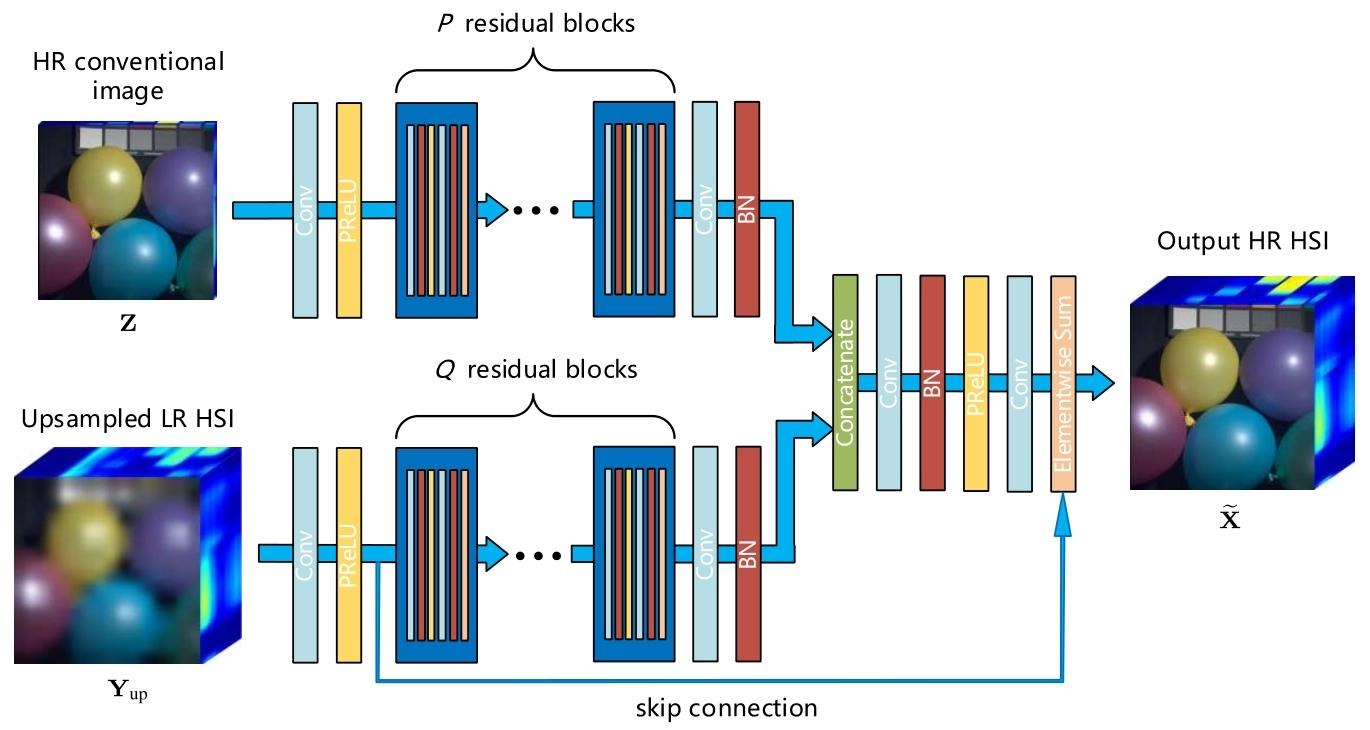 P residual blocks
HR conventional
image
Z
Conv
PReLU
Conv
BN
Q residual blocks
Upsampled LR HSI
Y_up
Conv
PReLU
Conv
BN
Concatenate
Conv
BN
PReLU
Conv
Elementwise Sum
Output HR HSI
X̃
skip connection